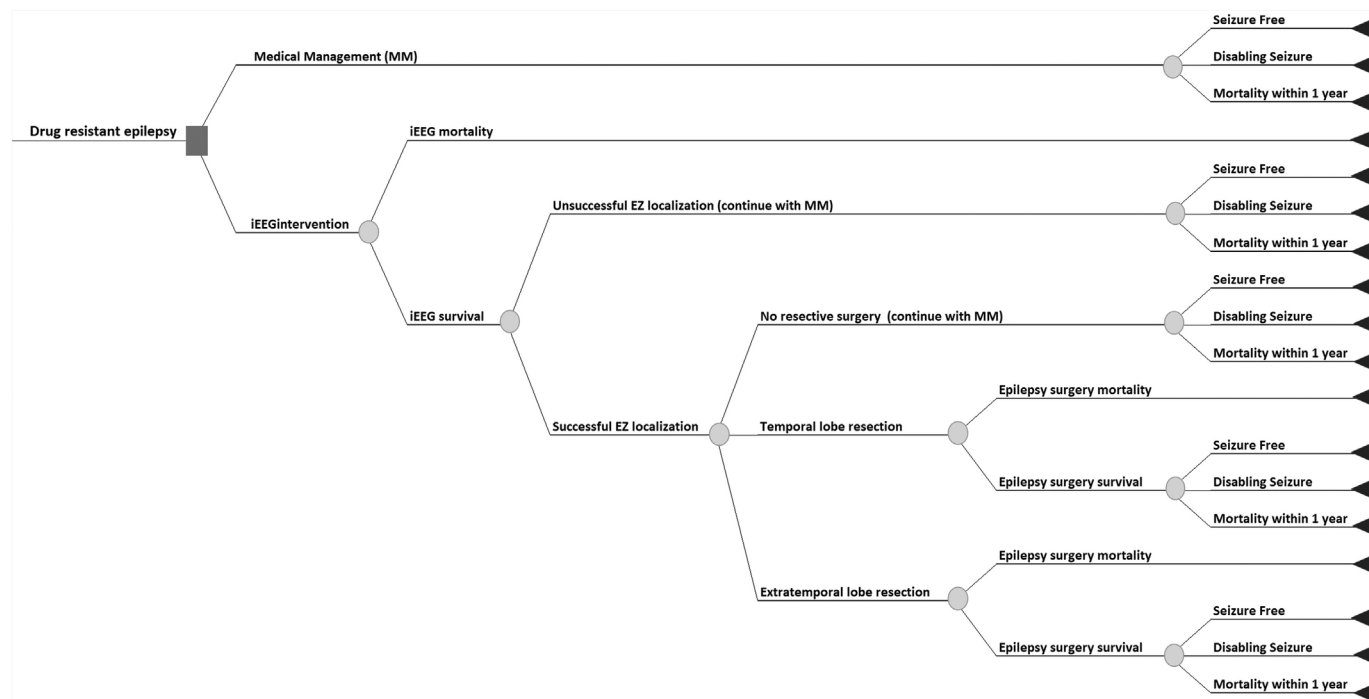 Seizure Free
Medical Management (MM)
Disabling Seizure
Mortality within 1 year
Drug resistant epilepsy
iEEG mortality
Seizure Free
Unsuccessful EZ localization (continue with MM)
Disabling Seizure
iEEGintervention
Mortality within 1 year
Seizure Free
iEEG survival
No resective surgery (continue with MM)
Disabling Seizure
Mortality within 1 year
Epilepsy surgery mortality
Successful EZ localization
Temporal lobe resection
Seizure Free
Epilepsy surgery survival
Disabling Seizure
Mortality within 1 year
Epilepsy surgery mortality
Extratemporal lobe resection
Seizure Free
Epilepsy surgery survival
Disabling Seizure
Mortality within 1 year